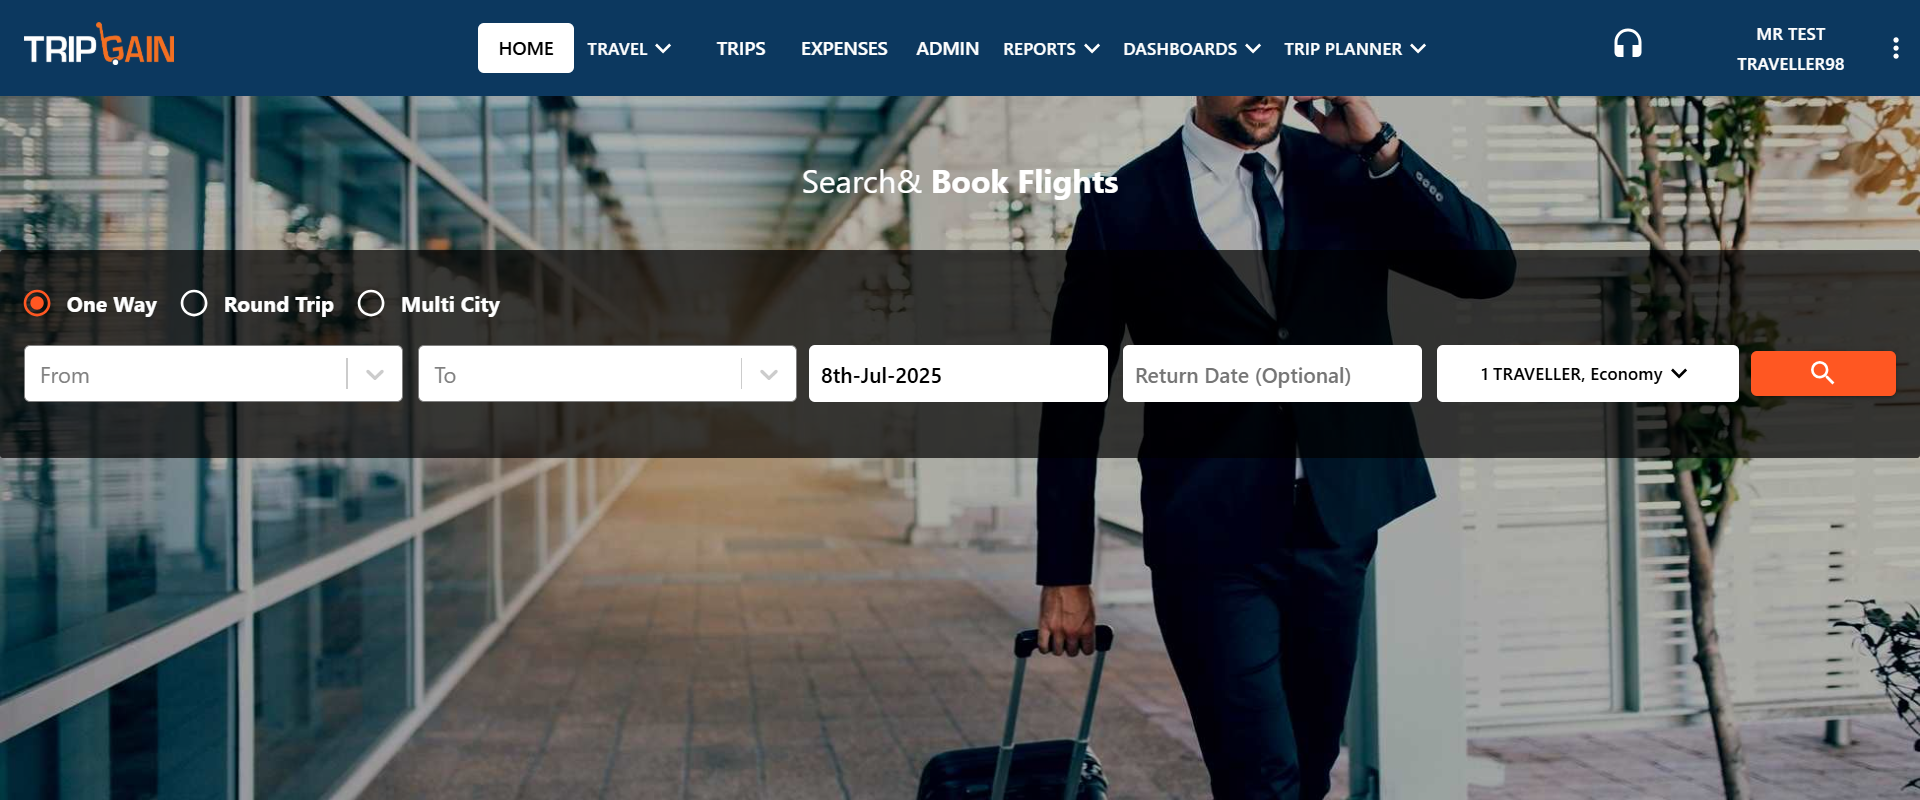 TRIPGAIN
HOME
TRAVEL
TRIPS
EXPENSES
ADMIN
REPORTS
DASHBOARDS
TRIP PLANNER
MR TEST
TRAVELLER98
Search& Book Flights
One Way
Round Trip
Multi City
From
To
8th-Jul-2025
Return Date (Optional)
1 TRAVELLER, Economy